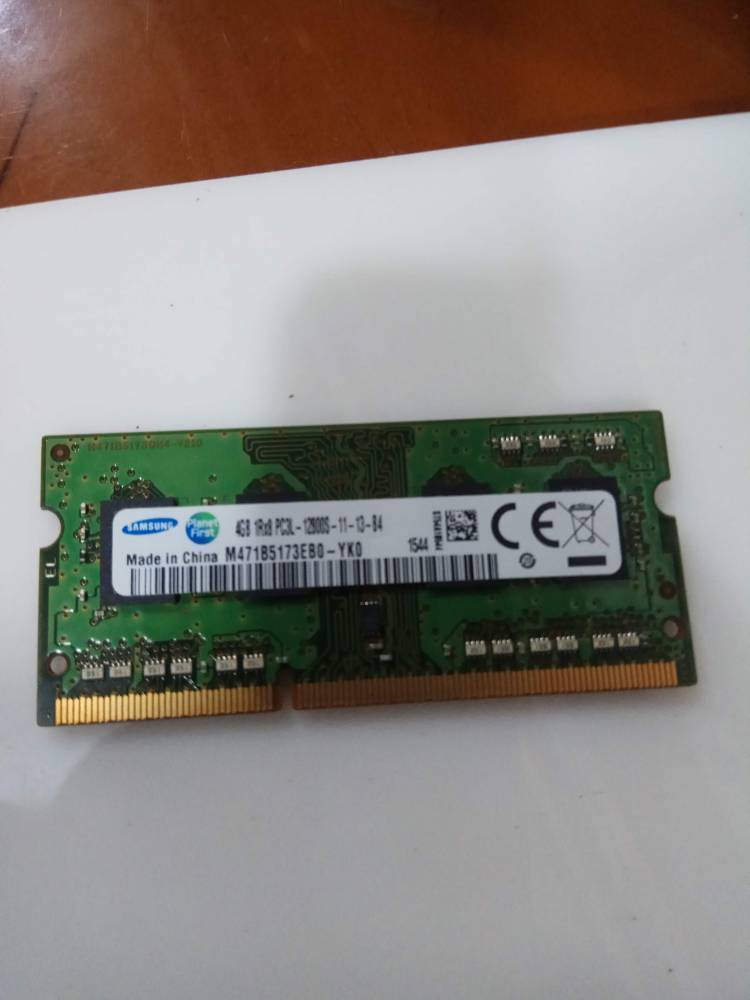 SAMSUNG
Planet First
4GB 1Rx8 PC3L-12800S-11-13-B4
Made in China M471B5173EB0-YK0
1544
CE